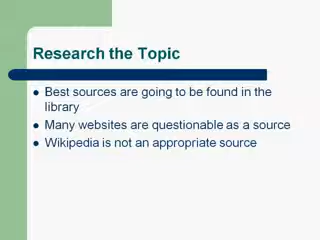 Research the Topic
Best sources are going to be found in the
library
Many websites are questionable as a source
Wikipedia is not an appropriate source